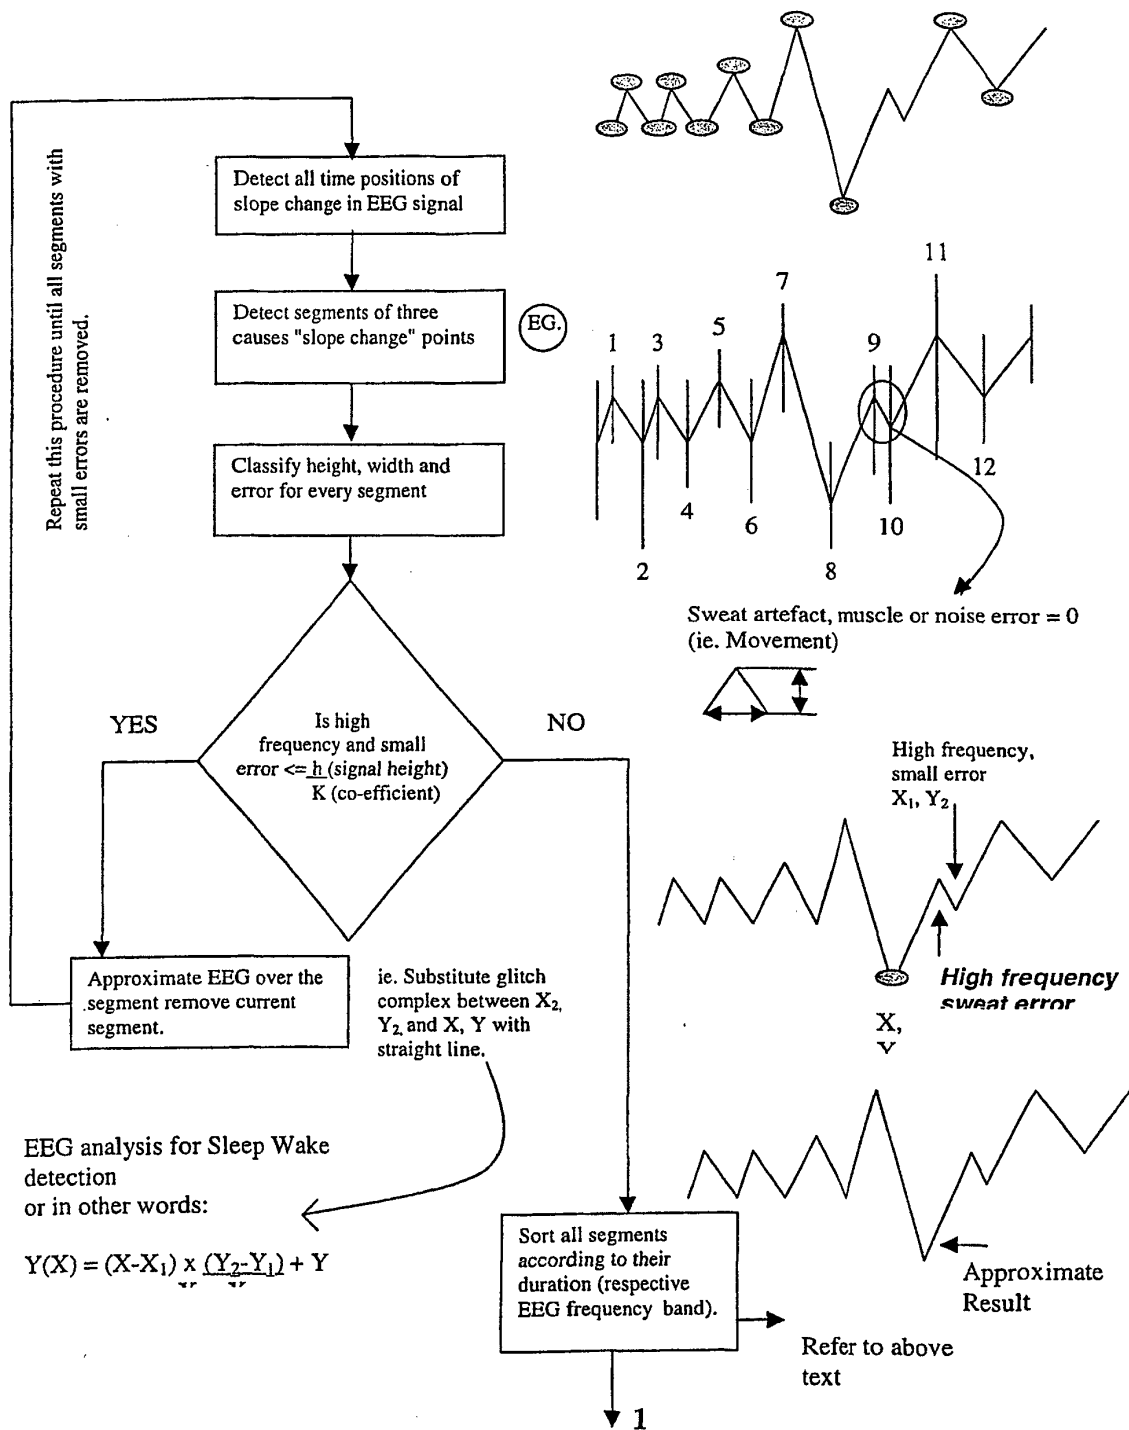 Repeat this procedure until all segments with
small errors are removed.
Detect all time positions of
slope change in EEG signal
Detect segments of three
causes "slope change" points
EG.
Classify height, width and
error for every segment
1
3
5
7
9
11
2
4
6
8
10
12
Sweat artefact, muscle or noise error = 0
(ie. Movement)
YES
NO
Is high
frequency and small
error <= h (signal height)
K (co-efficient)
High frequency,
small error
X₁, Y₂
High frequency
sweat error
X,
Y
Approximate EEG over the
segment remove current
segment.
ie. Substitute glitch
complex between X₂,
Y₂ and X, Y with
straight line.
EEG analysis for Sleep Wake
detection
or in other words:
Y(X) = (X-X₁) x (Y₂-Y₁) + Y
Sort all segments
according to their
duration (respective
EEG frequency band).
Approximate
Result
Refer to above
text
1